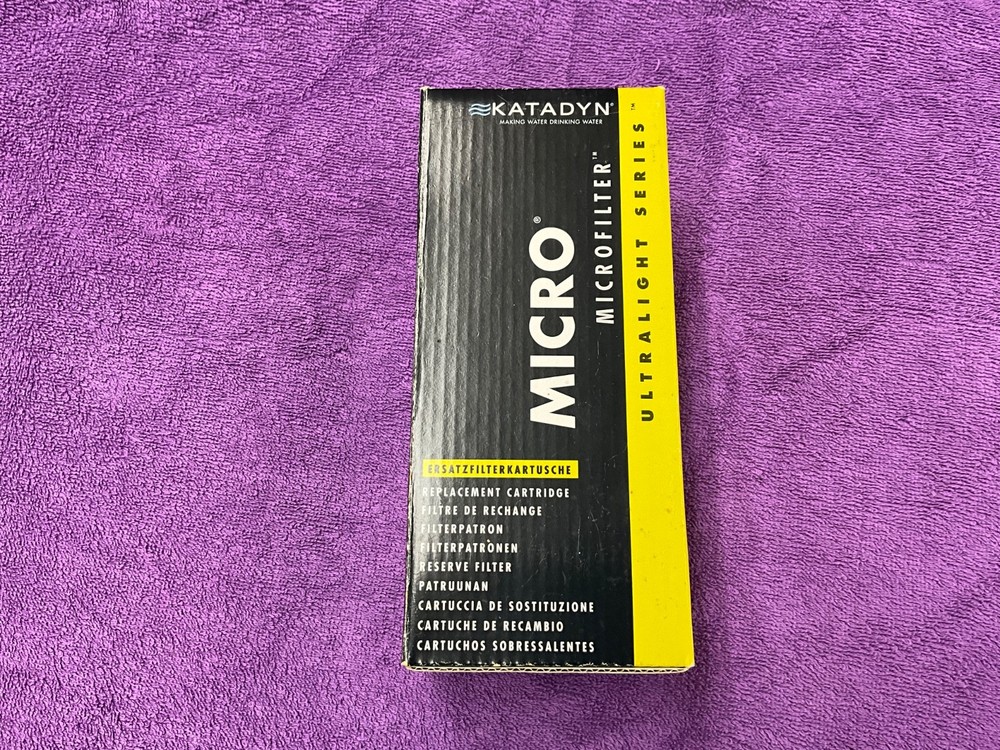 KATADYN®
MAKING WATER DRINKING WATER
MICRO®
MICROFILTER™
ULTRALIGHT SERIES™
ERSATZFILTERKARTUSCHE
REPLACEMENT CARTRIDGE
FILTRE DE RECHANGE
FILTERPATRON
FILTERPATRONEN
RESERVE FILTER
PATRUUNAN
CARTUCCIA DE SOSTITUZIONE
CARTUCHE DE RECAMBIO
CARTUCHOS SOBRESSALENTES